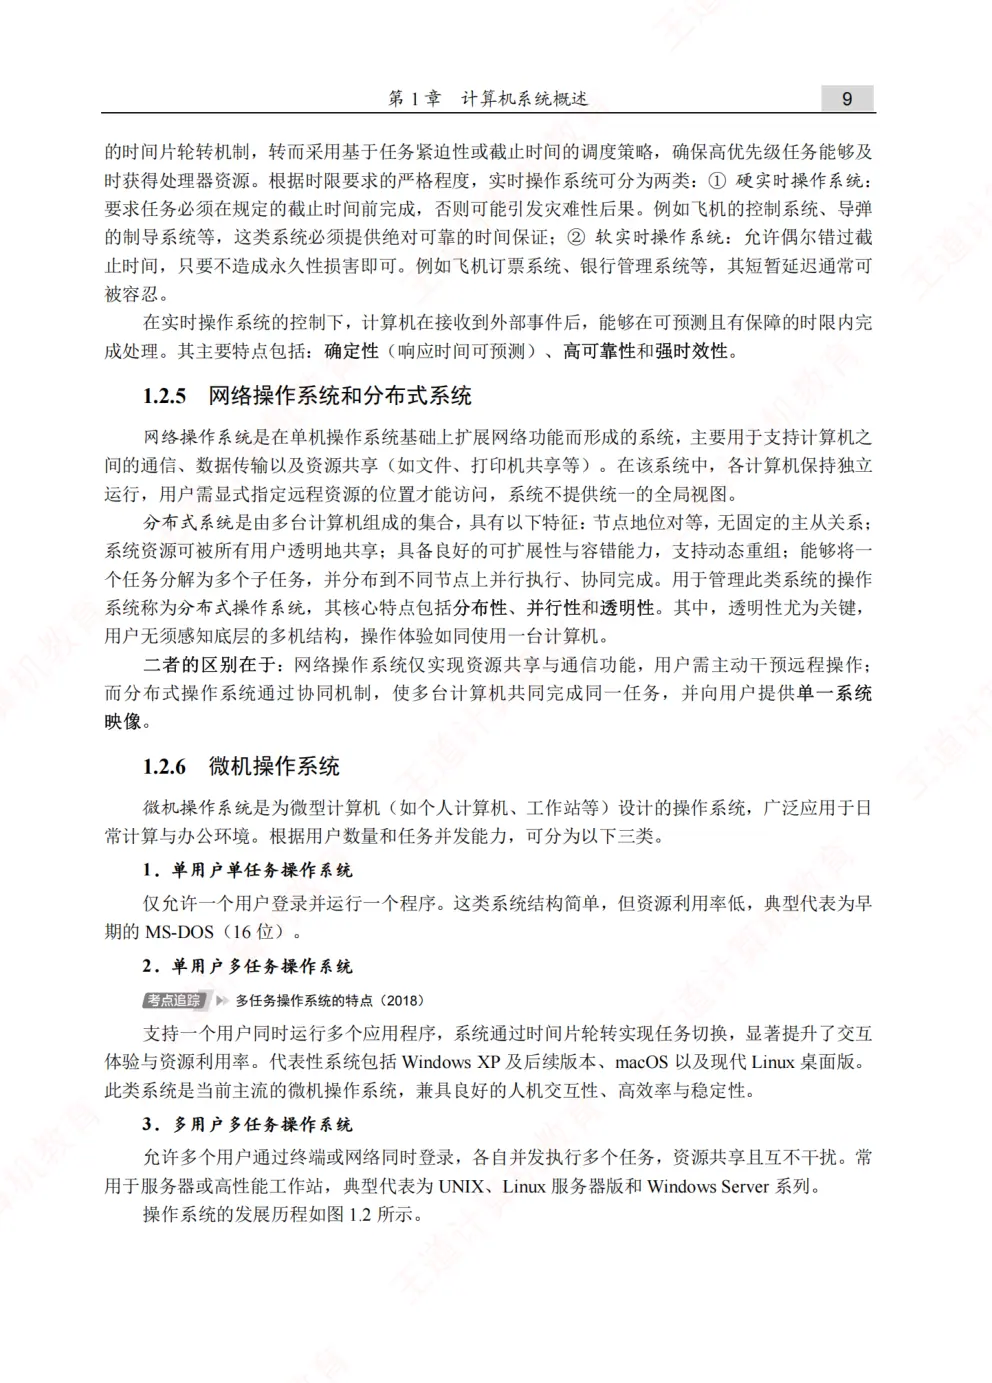 第 1 章 计算机系统概述 9
的时间片轮转机制，转而采用基于任务紧迫性或截止时间的调度策略，确保高优先级任务能够及
时获得处理器资源。根据时限要求的严格程度，实时操作系统可分为两类：① 硬实时操作系统：
要求任务必须在规定的截止时间前完成，否则可能引发灾难性后果。例如飞机的控制系统、导弹
的制导系统等，这类系统必须提供绝对可靠的时间保证；② 软实时操作系统：允许偶尔错过截
止时间，只要不造成永久性损害即可。例如飞机订票系统、银行管理系统等，其短暂延迟通常可
被容忍。
在实时操作系统的控制下，计算机在接收到外部事件后，能够在可预测且有保障的时限内完
成处理。其主要特点包括：确定性（响应时间可预测）、高可靠性和强时效性。
1.2.5 网络操作系统和分布式系统
网络操作系统是在单机操作系统基础上扩展网络功能而形成的系统，主要用于支持计算机之
间的通信、数据传输以及资源共享（如文件、打印机共享等）。在该系统中，各计算机保持独立
运行，用户需显式指定远程资源的位置才能访问，系统不提供统一的全局视图。
分布式系统是由多台计算机组成的集合，具有以下特征：节点地位对等，无固定的主从关系；
系统资源可被所有用户透明地共享；具备良好的可扩展性与容错能力，支持动态重组；能够将一
个任务分解为多个子任务，并分布到不同节点上并行执行、协同完成。用于管理此类系统的操作
系统称为分布式操作系统，其核心特点包括分布性、并行性和透明性。其中，透明性尤为关键，
用户无须感知底层的多机结构，操作体验如同使用一台计算机。
二者的区别在于：网络操作系统仅实现资源共享与通信功能，用户需主动干预远程操作；
而分布式操作系统通过协同机制，使多台计算机共同完成同一任务，并向用户提供单一系统
映像。
1.2.6 微机操作系统
微机操作系统是为微型计算机（如个人计算机、工作站等）设计的操作系统，广泛应用于日
常计算与办公环境。根据用户数量和任务并发能力，可分为以下三类。
1．单用户单任务操作系统
仅允许一个用户登录并运行一个程序。这类系统结构简单，但资源利用率低，典型代表为早
期的 MS-DOS（16 位）。
2．单用户多任务操作系统
考点追踪 多任务操作系统的特点（2018）
支持一个用户同时运行多个应用程序，系统通过时间片轮转实现任务切换，显著提升了交互
体验与资源利用率。代表性系统包括 Windows XP 及后续版本、macOS 以及现代 Linux 桌面版。
此类系统是当前主流的微机操作系统，兼具良好的人机交互性、高效率与稳定性。
3．多用户多任务操作系统
允许多个用户通过终端或网络同时登录，各自并发执行多个任务，资源共享且互不干扰。常
用于服务器或高性能工作站，典型代表为 UNIX、Linux 服务器版和 Windows Server 系列。
操作系统的发展历程如图 1.2 所示。